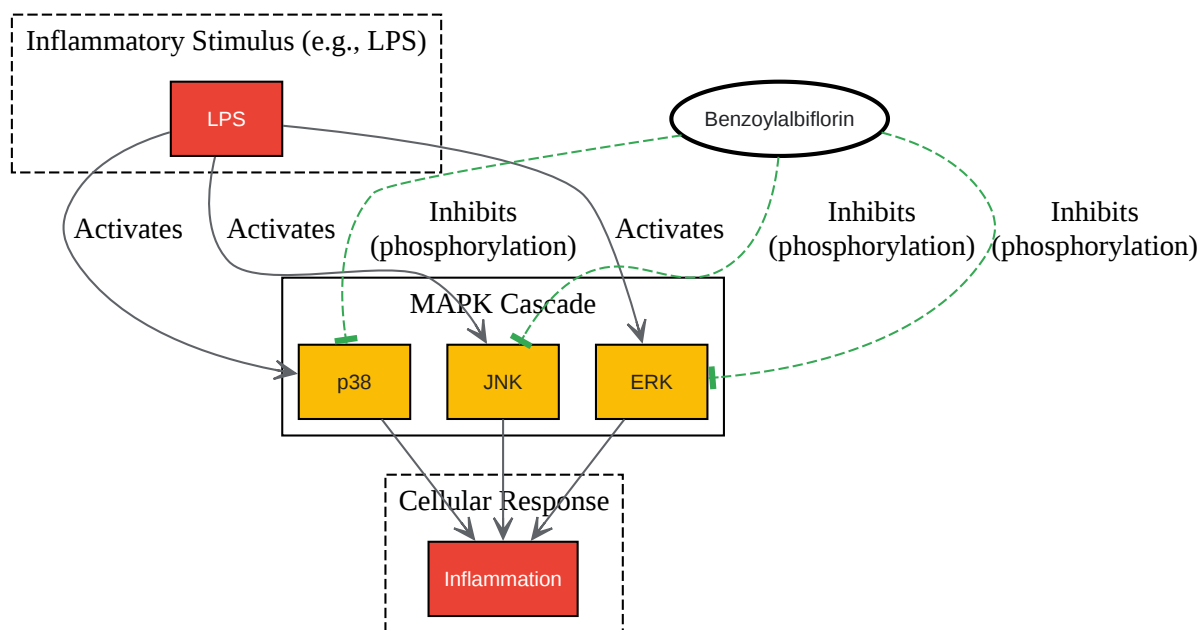 Inflammatory Stimulus (e.g., LPS)
LPS
Benzoylalbiflorin
Activates
Activates
Inhibits
(phosphorylation)
Activates
Inhibits
(phosphorylation)
Inhibits
(phosphorylation)
MAPK Cascade
p38
JNK
ERK
Cellular Response
Inflammation